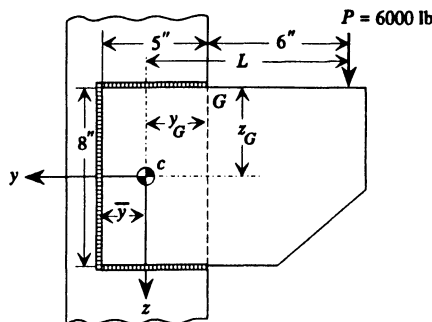 P = 6000 lb
5″ 6″
L
G
y_G z_G
8″
c
y
y̅
z